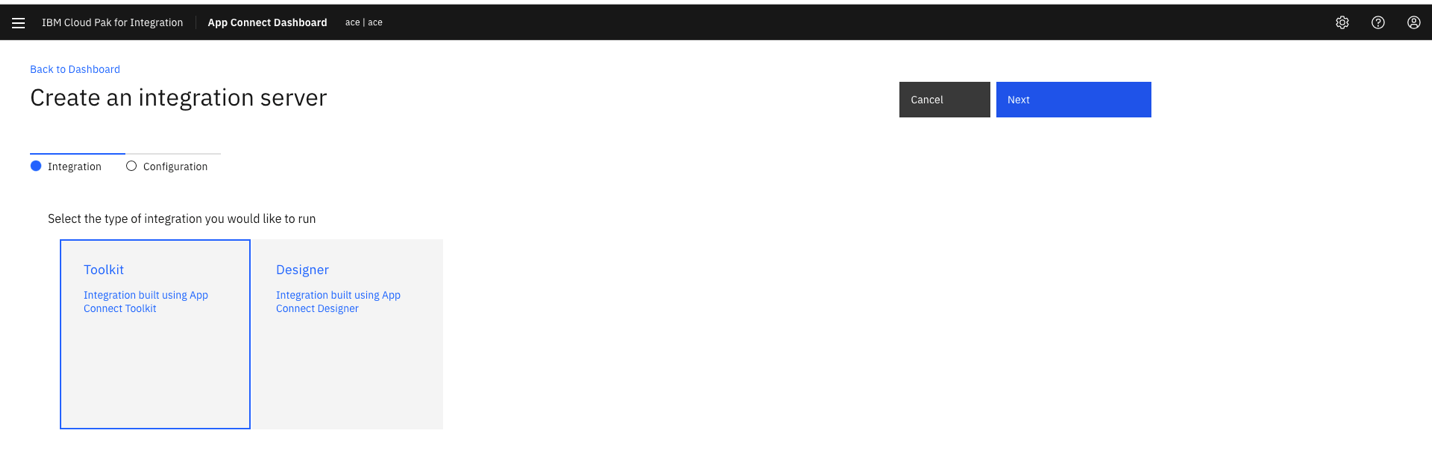 IBM Cloud Pak for Integration App Connect Dashboard ace | ace
Back to Dashboard
Create an integration server
Cancel Next
Integration Configuration
Select the type of integration you would like to run
Toolkit
Integration built using App
Connect Toolkit
Designer
Integration built using App
Connect Designer